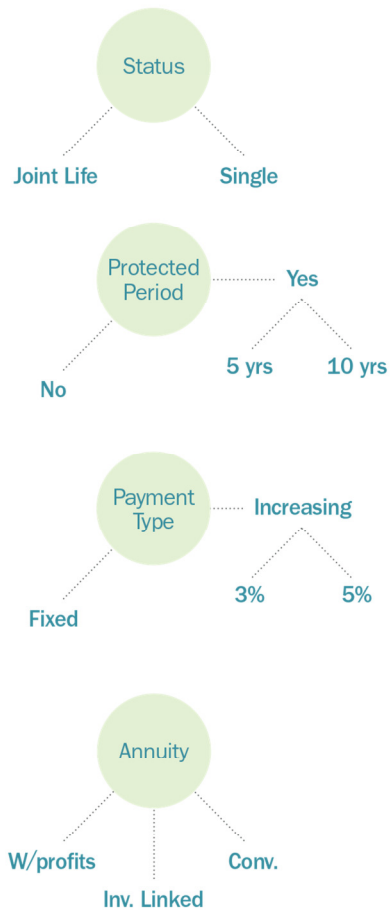 Status
Joint Life
Single
Protected
Period
Yes
5 yrs
10 yrs
No
Payment
Type
Increasing
3%
5%
Fixed
Annuity
W/profits
Conv.
Inv. Linked